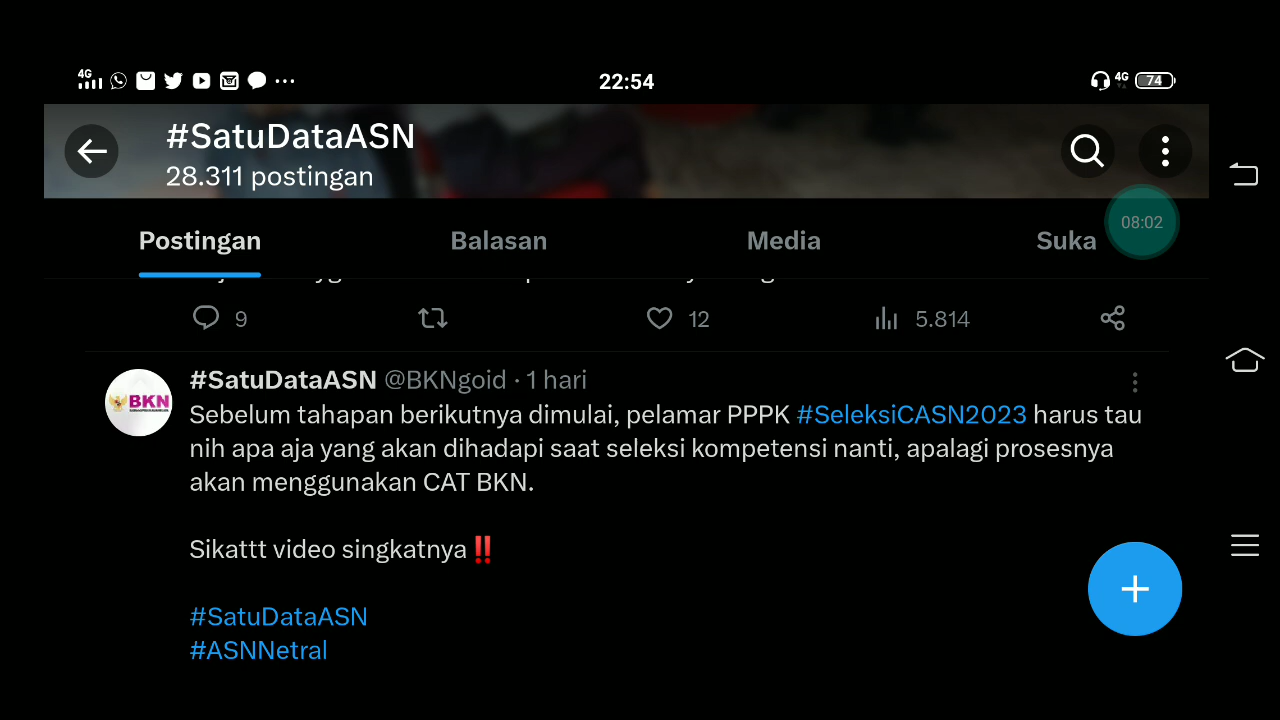 4G 22:54 4G 74
#SatuDataASN
28.311 postingan
08:02
Postingan Balasan Media Suka
9 12 5.814
#SatuDataASN @BKNgoid · 1 hari
BKN
Sebelum tahapan berikutnya dimulai, pelamar PPPK #SeleksiCASN2023 harus tau
nih apa aja yang akan dihadapi saat seleksi kompetensi nanti, apalagi prosesnya
akan menggunakan CAT BKN.
Sikattt video singkatnya‼️
#SatuDataASN
#ASNNetral